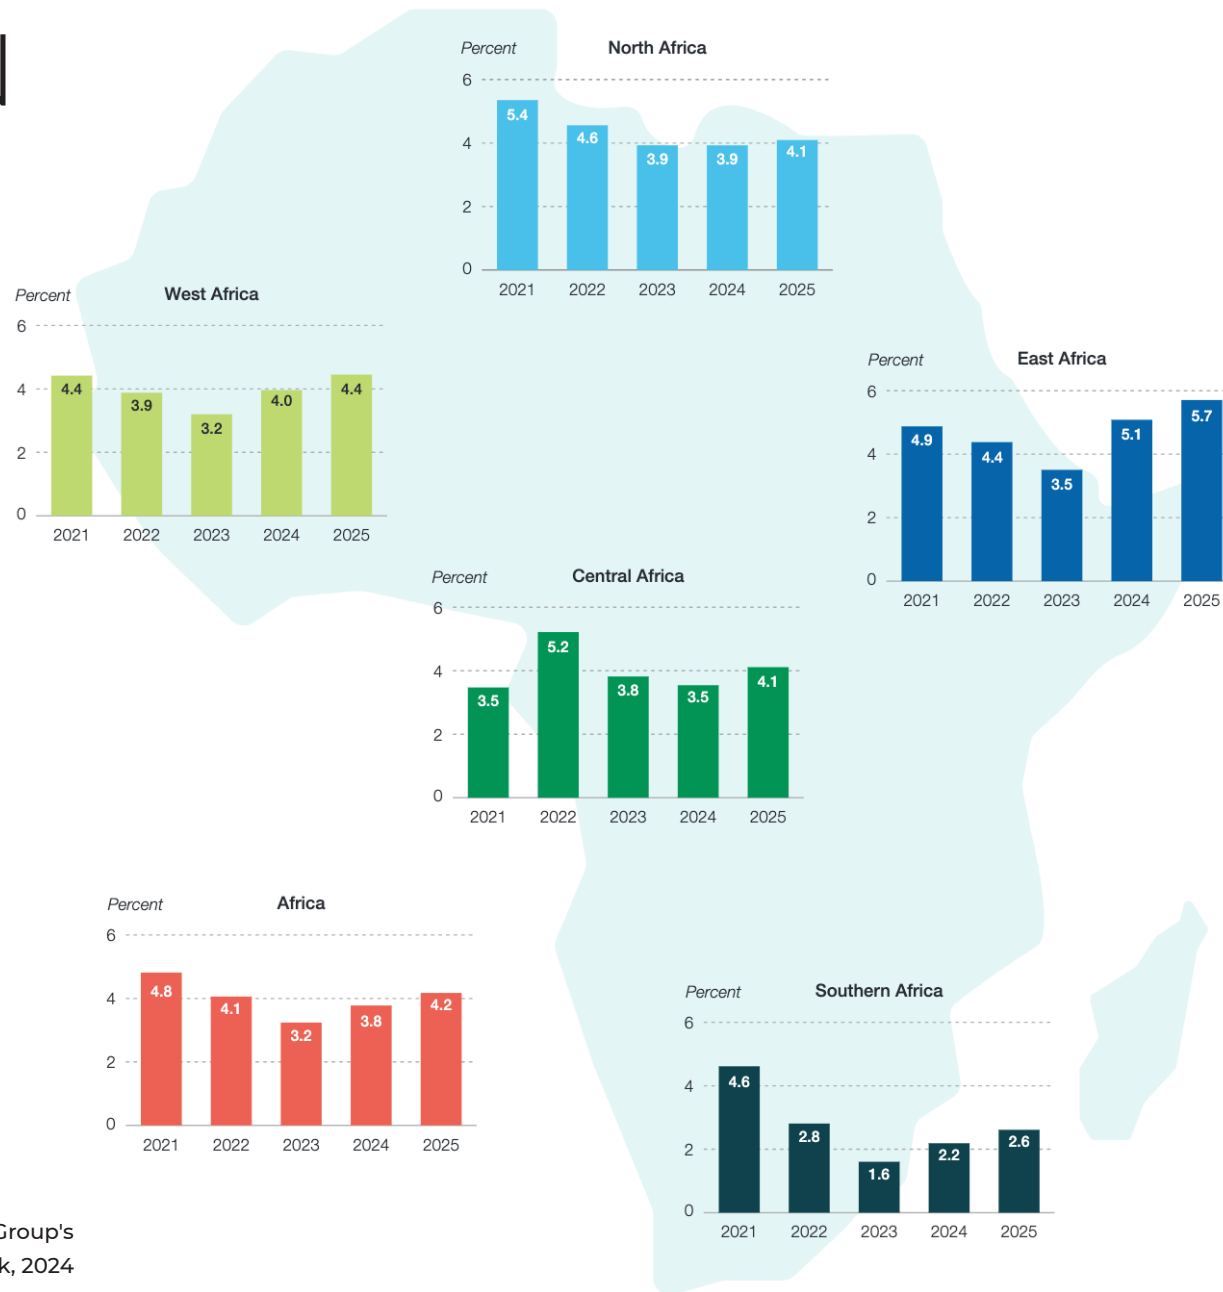 Percent North Africa
6
4
2
0
5.4 4.6 3.9 3.9 4.1
2021 2022 2023 2024 2025
Percent West Africa
6
4
2
0
4.4 3.9 3.2 4.0 4.4
2021 2022 2023 2024 2025
Percent East Africa
6
4
2
0
4.9 4.4 3.5 5.1 5.7
2021 2022 2023 2024 2025
Percent Central Africa
6
4
2
0
3.5 5.2 3.8 3.5 4.1
2021 2022 2023 2024 2025
Percent Africa
6
4
2
0
4.8 4.1 3.2 3.8 4.2
2021 2022 2023 2024 2025
Percent Southern Africa
6
4
2
0
4.6 2.8 1.6 2.2 2.6
2021 2022 2023 2024 2025
Group's
k, 2024